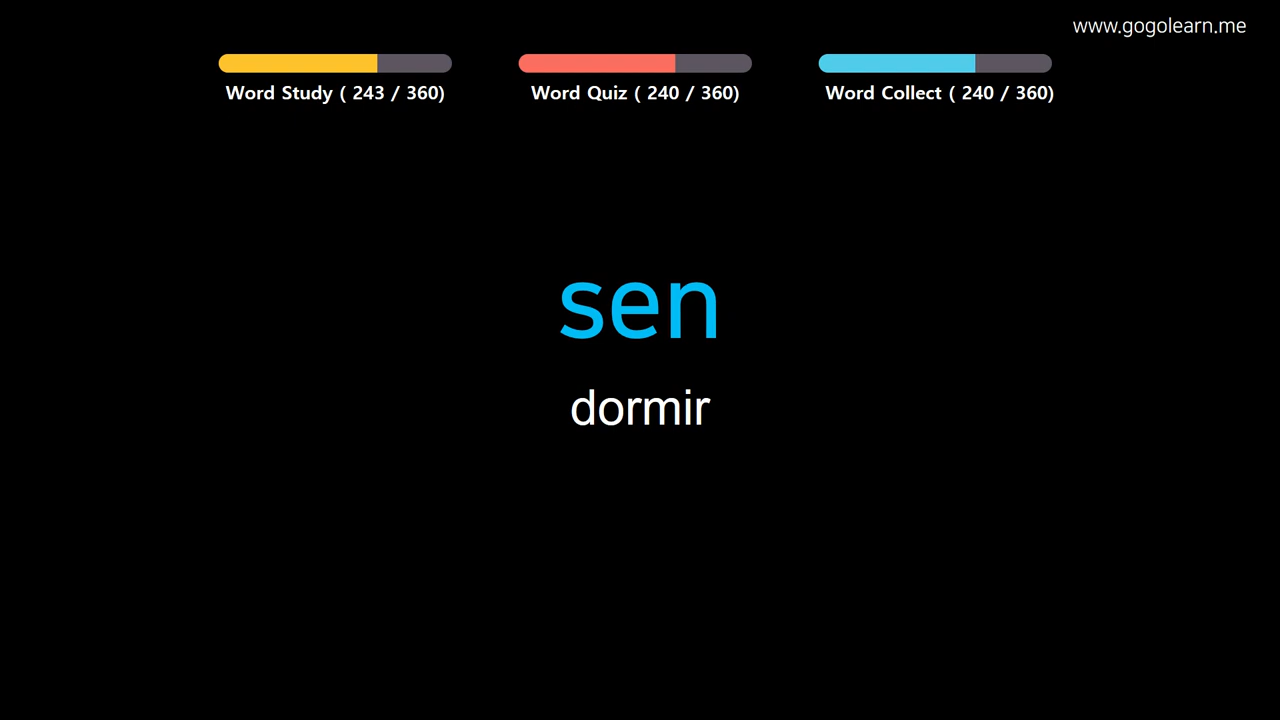 www.gogolearn.me
Word Study ( 243 / 360)
Word Quiz ( 240 / 360)
Word Collect ( 240 / 360)
sen
dormir